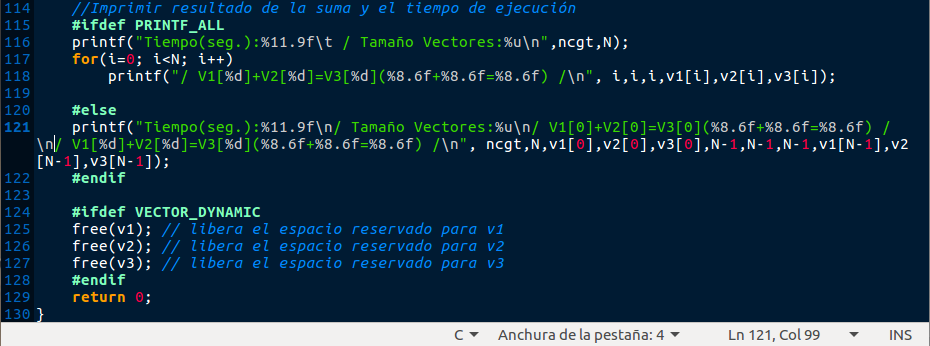 114     //Imprimir resultado de la suma y el tiempo de ejecución
115     #ifdef PRINTF_ALL
116     printf("Tiempo(seg.):%11.9f\t / Tamaño Vectores:%u\n",ncgt,N);
117     for(i=0; i<N; i++)
118         printf("/ V1[%d]+V2[%d]=V3[%d](%8.6f+%8.6f=%8.6f) /\n", i,i,i,v1[i],v2[i],v3[i]);
119
120     #else
121     printf("Tiempo(seg.):%11.9f\n/ Tamaño Vectores:%u\n/ V1[0]+V2[0]=V3[0](%8.6f+%8.6f=%8.6f) /
\n/ V1[%d]+V2[%d]=V3[%d](%8.6f+%8.6f=%8.6f) /\n", ncgt,N,v1[0],v2[0],v3[0],N-1,N-1,N-1,v1[N-1],v2
[N-1],v3[N-1]);
122     #endif
123
124     #ifdef VECTOR_DYNAMIC
125     free(v1); // libera el espacio reservado para v1
126     free(v2); // libera el espacio reservado para v2
127     free(v3); // libera el espacio reservado para v3
128     #endif
129     return 0;
130 }
C Anchura de la pestaña: 4 Ln 121, Col 99 INS